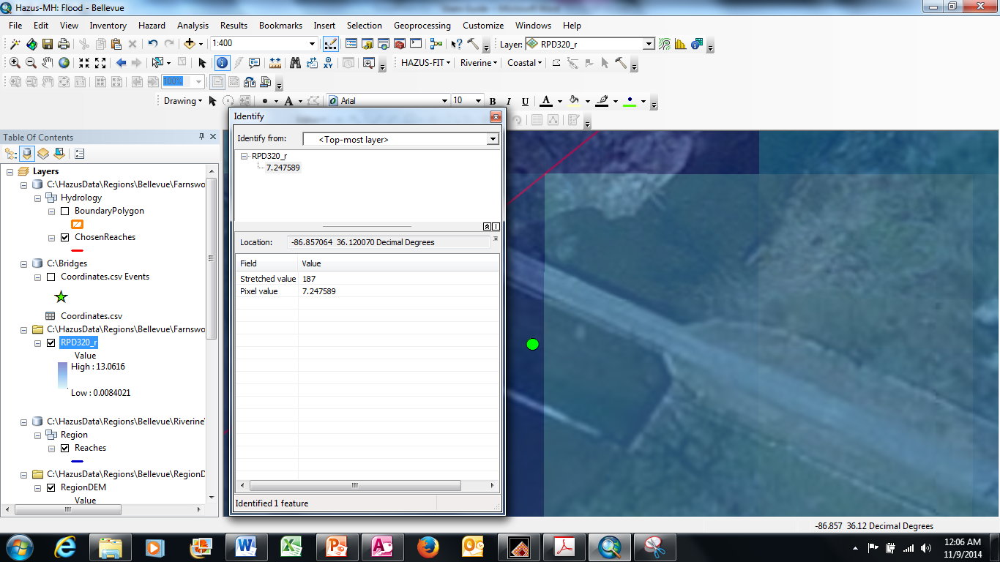 Hazus-MH: Flood - Bellevue
File Edit View Inventory Hazard Analysis Results Bookmarks Insert Selection Geoprocessing Customize Windows Help
1:400
Layer: RPD320_r
HAZUS-FIT Riverine Coastal
100%
Drawing A Arial 10 B I U A
Identify
Identify from: <Top-most layer>
RPD320_r
7.247589
Location: -86.857064 36.120070 Decimal Degrees
Field Value
Stretched value 187
Pixel value 7.247589
Identified 1 feature
Table Of Contents
Layers
C:\HazusData\Regions\Bellevue\Farnswo
Hydrology
BoundaryPolygon
ChosenReaches
C:\Bridges
Coordinates.csv Events
Coordinates.csv
C:\HazusData\Regions\Bellevue\Farnswo
RPD320_r
Value
High : 13.0616
Low : 0.0084021
C:\HazusData\Regions\Bellevue\Riverine
Region
Reaches
C:\HazusData\Regions\Bellevue\RegionD
RegionDEM
Value
-86.857 36.12 Decimal Degrees
12:06 AM
11/9/2014